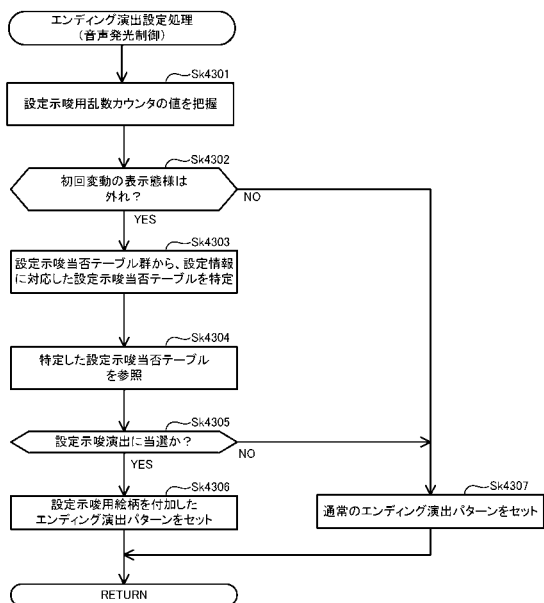 エンディング演出設定処理
(音声発光制御)
Sk4301
設定示唆用乱数カウンタの値を把握
Sk4302
初回変動の表示態様は
外れ?
NO
YES
Sk4303
設定示唆当否テーブル群から、設定情報
に対応した設定示唆当否テーブルを特定
Sk4304
特定した設定示唆当否テーブル
を参照
Sk4305
設定示唆演出に当選か?
NO
YES
Sk4306
設定示唆用絵柄を付加した
エンディング演出パターンをセット
Sk4307
通常のエンディング演出パターンをセット
RETURN